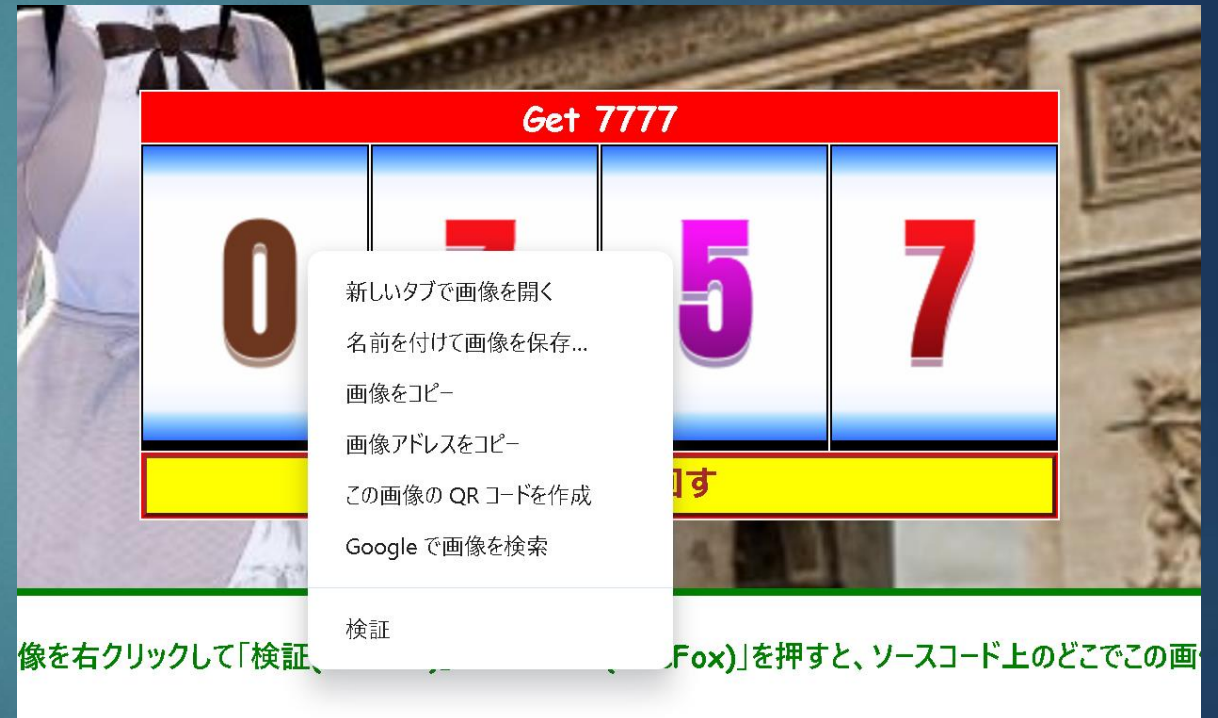 Get 7777
0 7 5 7
新しいタブで画像を開く
名前を付けて画像を保存...
画像をコピー
画像アドレスをコピー
この画像の QR コードを作成
Google で画像を検索
検証
す
像を右クリックして「検証 Fox)」を押すと、ソースコード上のどこでこの画